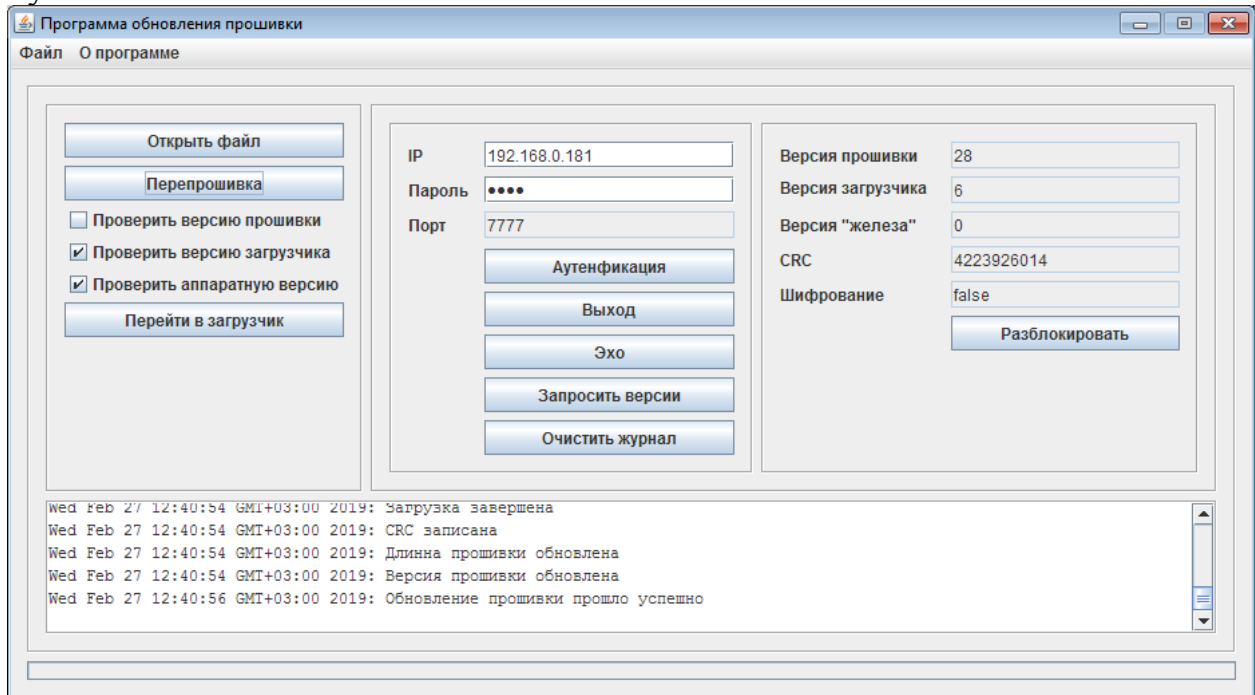 Программа обновления прошивки
Файл О программе
Открыть файл
Перепрошивка
Проверить версию прошивки
Проверить версию загрузчика
Проверить аппаратную версию
Перейти в загрузчик
IP 192.168.0.181
Пароль ••••
Порт 7777
Аутенфикация
Выход
Эхо
Запросить версии
Очистить журнал
Версия прошивки 28
Версия загрузчика 6
Версия "железа" 0
CRC 4223926014
Шифрование false
Разблокировать
Wed Feb 27 12:40:54 GMT+03:00 2019: Загрузка завершена
Wed Feb 27 12:40:54 GMT+03:00 2019: CRC записана
Wed Feb 27 12:40:54 GMT+03:00 2019: Длинна прошивки обновлена
Wed Feb 27 12:40:54 GMT+03:00 2019: Версия прошивки обновлена
Wed Feb 27 12:40:56 GMT+03:00 2019: Обновление прошивки прошло успешно